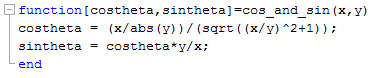 function[costheta,sintheta]=cos_and_sin(x,y)
costheta = (x/abs(y))/(sqrt((x/y)^2+1));
sintheta = costheta*y/x;
end